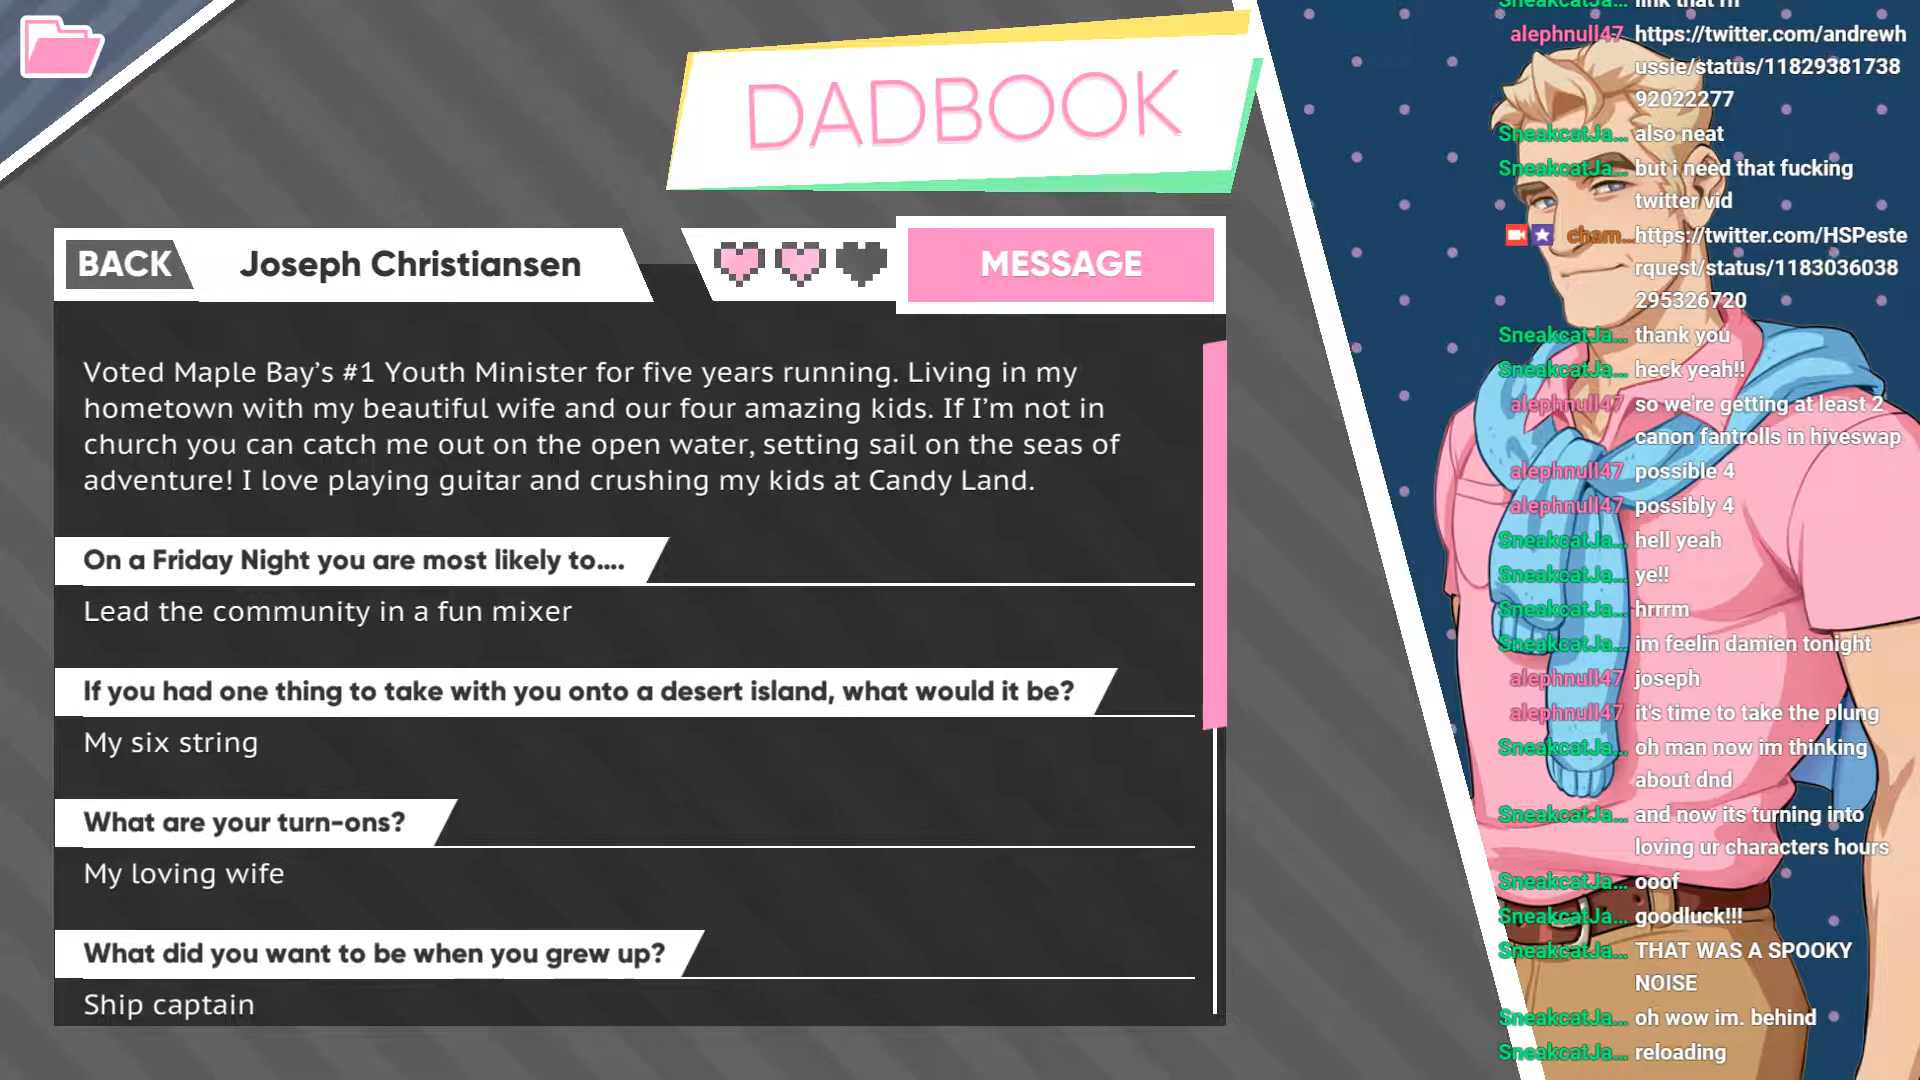 DADBOOK
BACK
Joseph Christiansen
MESSAGE
Voted Maple Bay's #1 Youth Minister for five years running. Living in my
hometown with my beautiful wife and our four amazing kids. If I'm not in
church you can catch me out on the open water, setting sail on the seas of
adventure! I love playing guitar and crushing my kids at Candy Land.
On a Friday Night you are most likely to....
Lead the community in a fun mixer
If you had one thing to take with you onto a desert island, what would it be?
My six string
What are your turn-ons?
My loving wife
What did you want to be when you grew up?
Ship captain
SneakcatJa... link that rn
alephnull47 https://twitter.com/andrewh
ussie/status/11829381738
92022277
SneakcatJa... also neat
SneakcatJa... but i need that fucking
twitter vid
cham... https://twitter.com/HSPeste
rquest/status/1183036038
295326720
SneakcatJa... thank you
SneakcatJa... heck yeah!!
alephnull47 so we're getting at least 2
canon fantrolls in hiveswap
alephnull47 possible 4
alephnull47 possibly 4
SneakcatJa... hell yeah
SneakcatJa... ye!!
SneakcatJa... hrrrm
SneakcatJa... im feelin damien tonight
alephnull47 joseph
alephnull47 it's time to take the plung
SneakcatJa... oh man now im thinking
about dnd
SneakcatJa... and now its turning into
loving ur characters hours
SneakcatJa... ooof
SneakcatJa... goodluck!!!
SneakcatJa... THAT WAS A SPOOKY
NOISE
SneakcatJa... oh wow im. behind
SneakcatJa... reloading